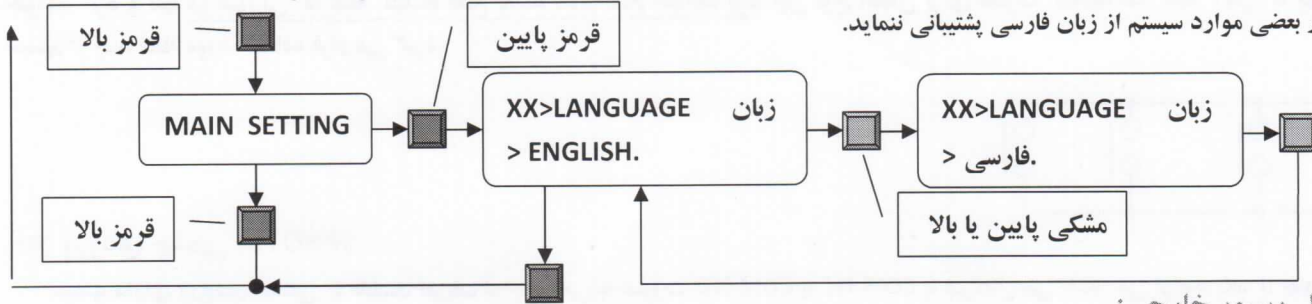 بعضی موارد سیستم از زبان فارسی پشتیبانی ننماید.
قرمز بالا
قرمز پایین
MAIN SETTING
XX>LANGUAGE زبان
> ENGLISH.
XX>LANGUAGE زبان
> فارسی.
قرمز بالا
مشکی پایین یا بالا